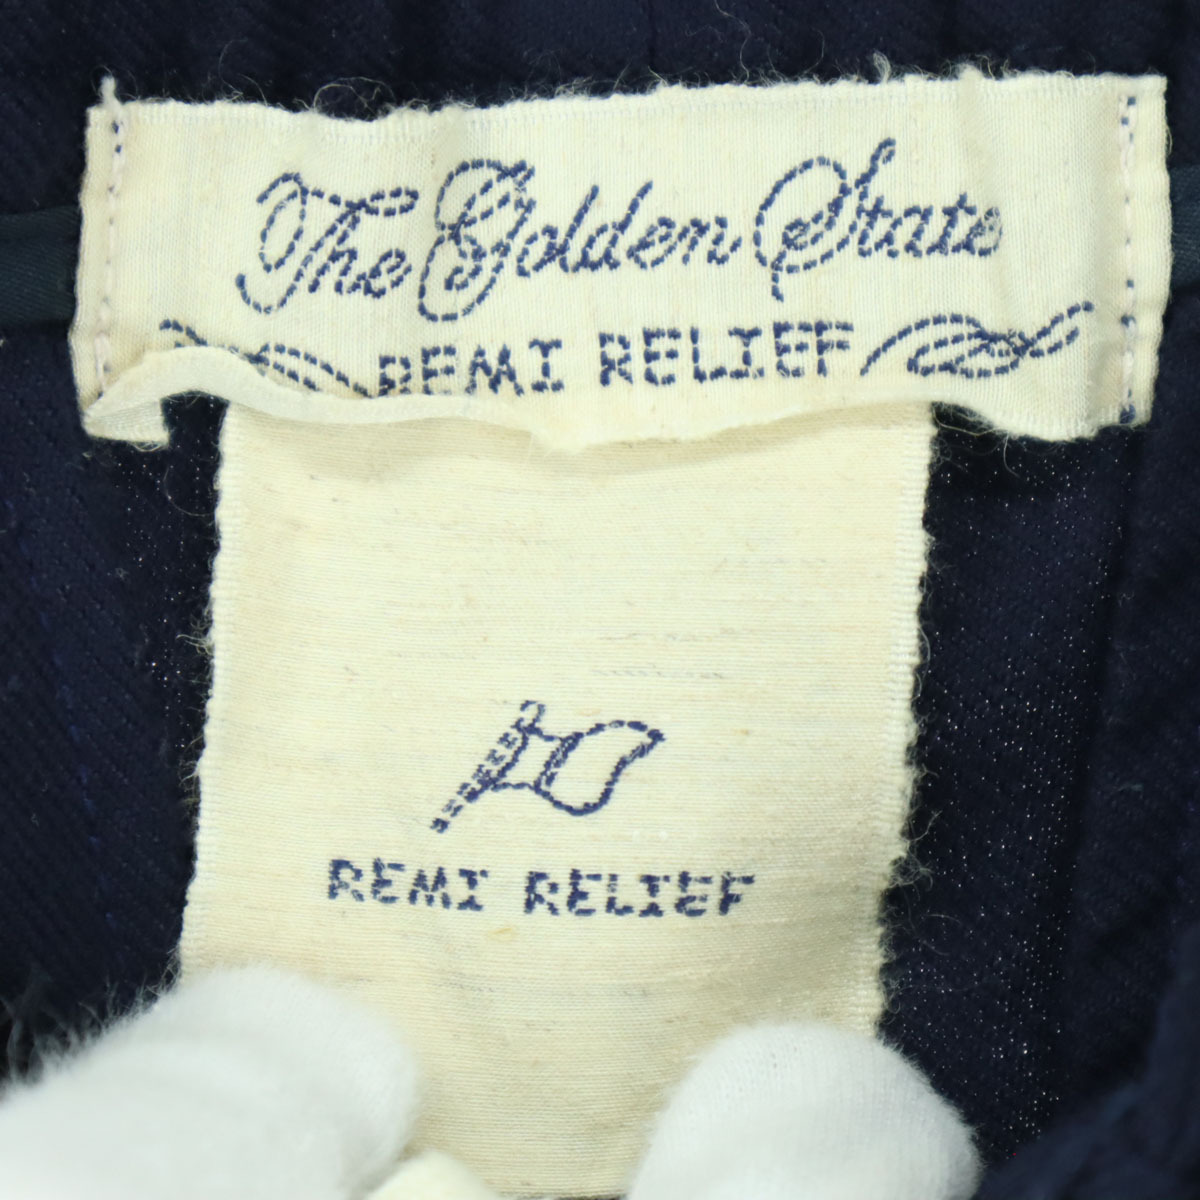 The Golden State
REMI RELIEF
REMI RELIEF